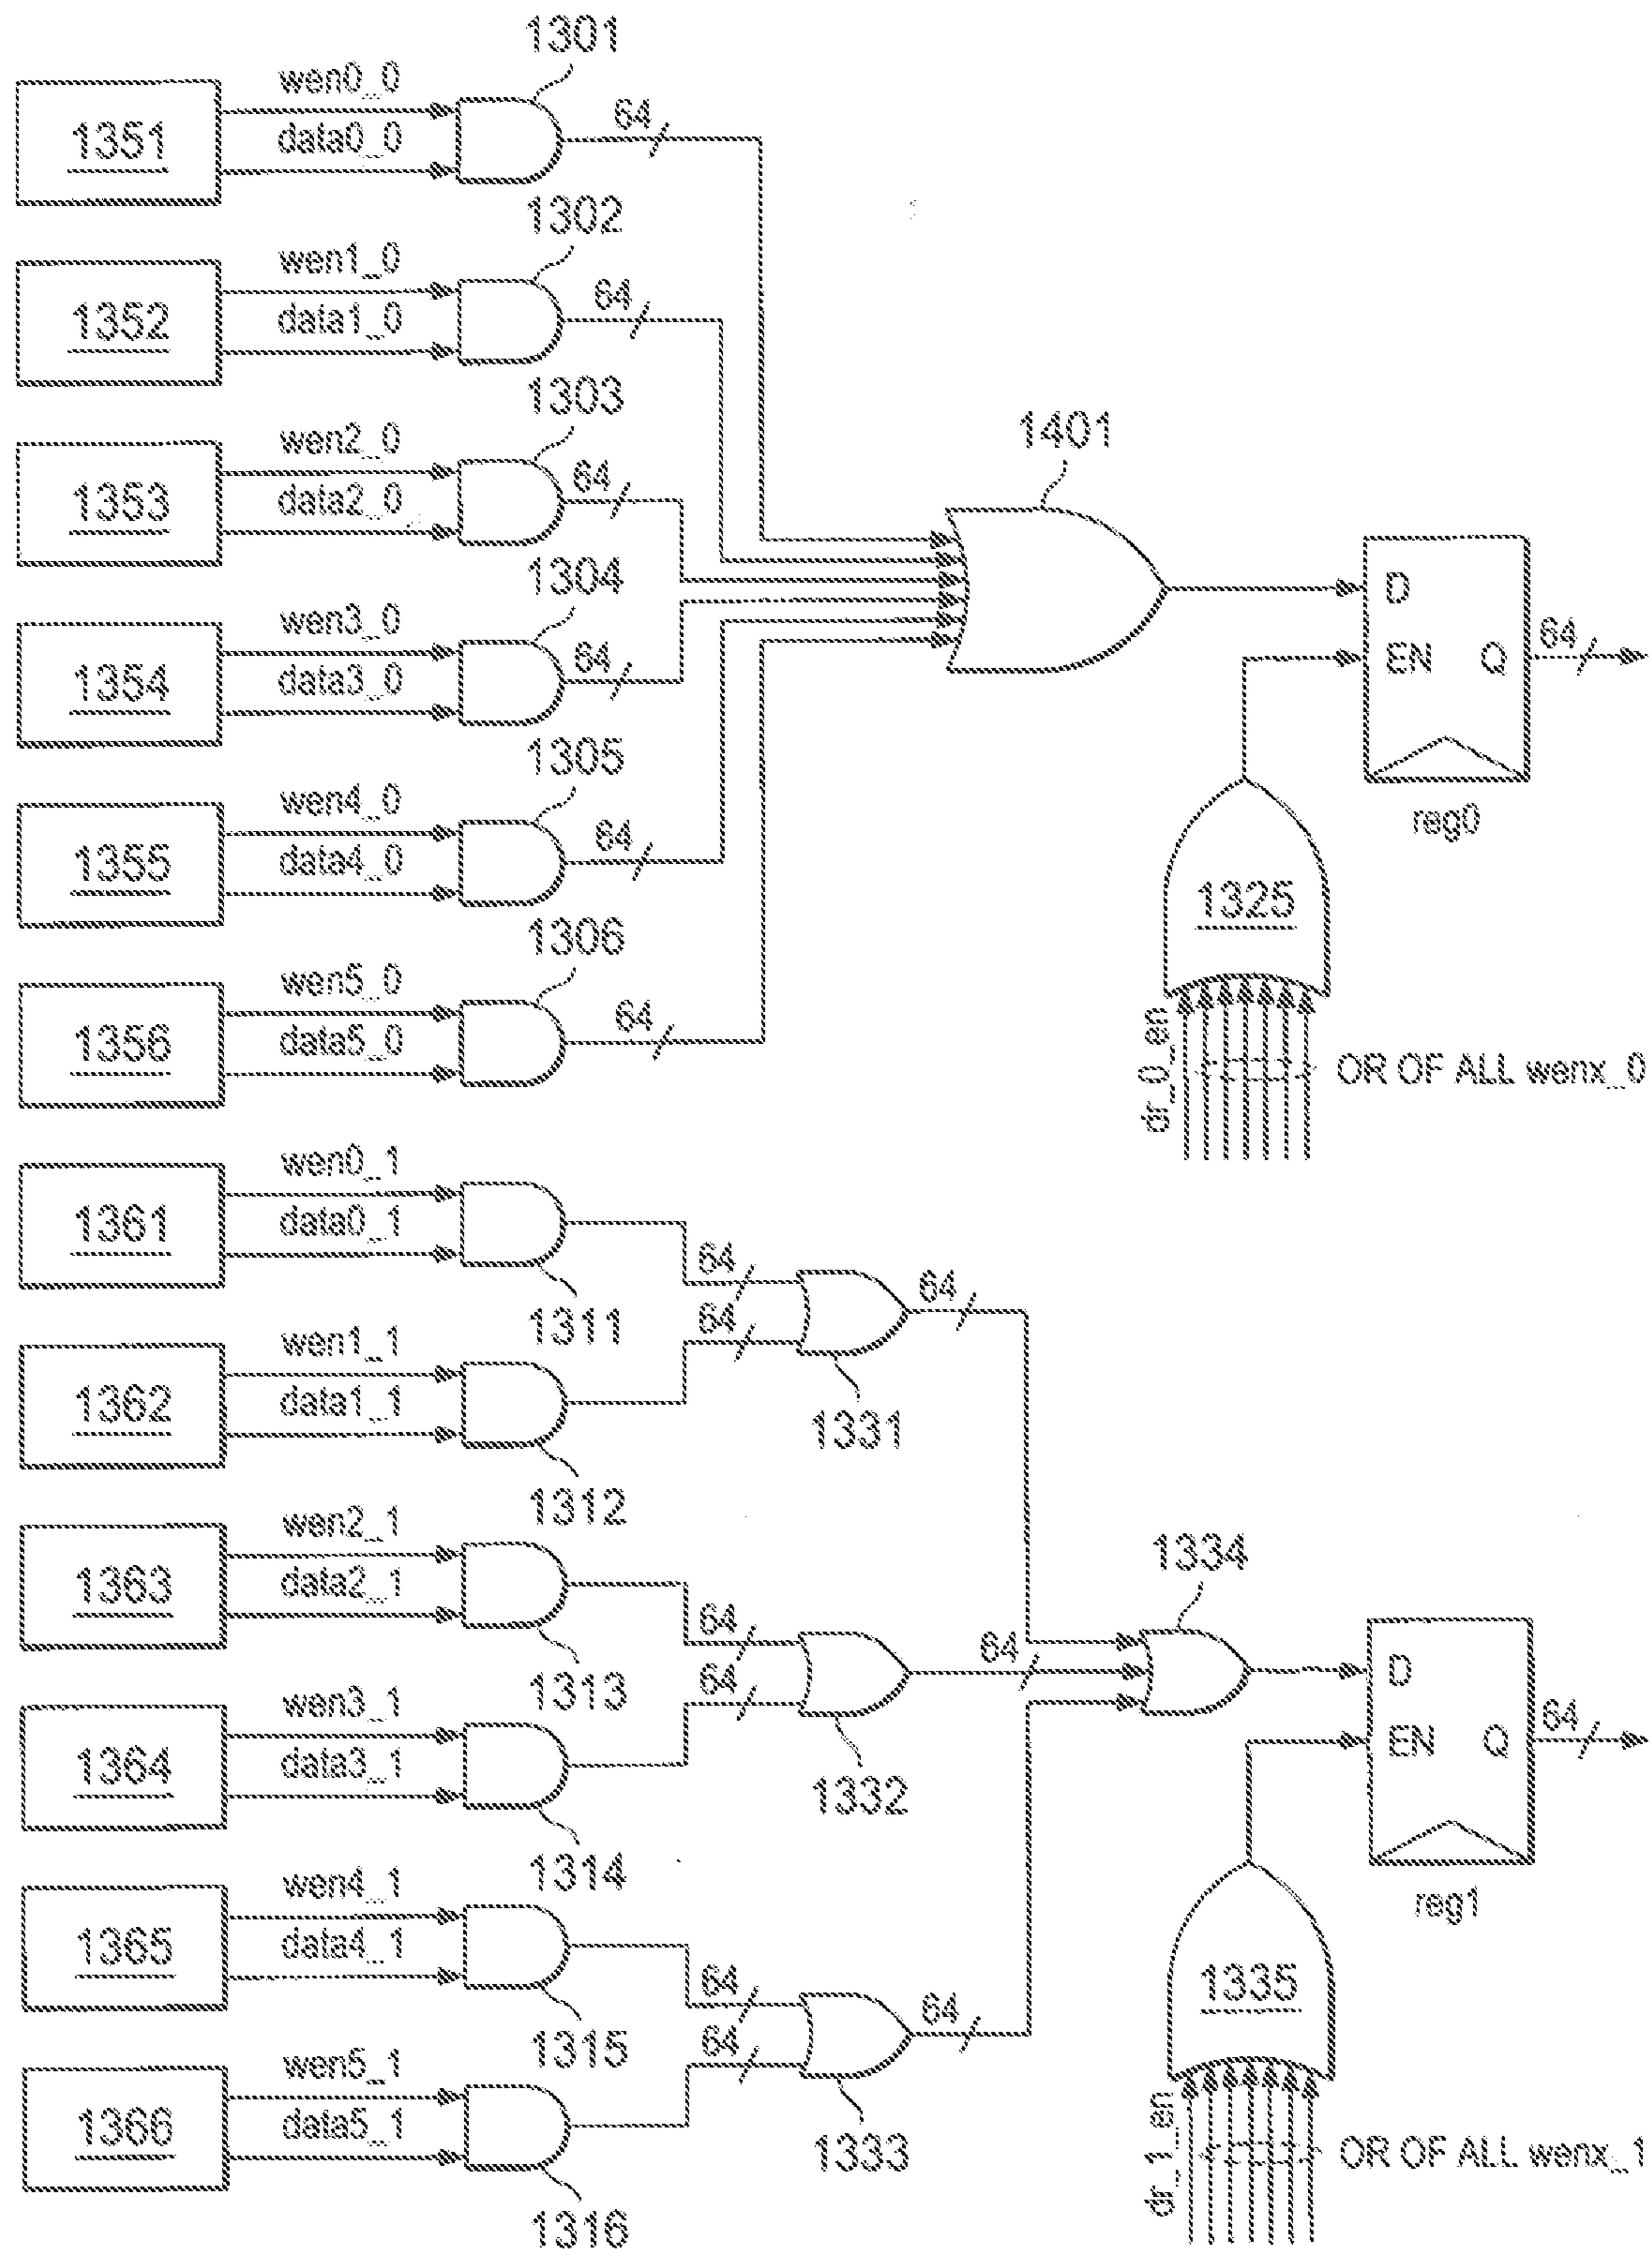 1301
wen0_0
64
1351
data0_0
1302
wen1_0
64
1352
data1_0
1303
wen2_0
64
1353
data2_0
1401
1304
wen3_0
64
1354
data3_0
D
EN
Q
64
1305
wen4_0
64
1355
data4_0
reg0
1325
1306
wen5_0
64
1356
data5_0
dr_0_en
OR OF ALL wenx_0
wen0_1
1361
data0_1
64
64
1311
64
wen1_1
1362
data1_1
1331
1312
wen2_1
1363
data2_1
1334
64
64
1313
64
wen3_1
1364
data3_1
D
EN
Q
64
1332
1314
wen4_1
1365
data4_1
reg1
1335
64
64
1315
64
wen5_1
1366
data5_1
1333
dr_1_en
OR OF ALL wenx_1
1316